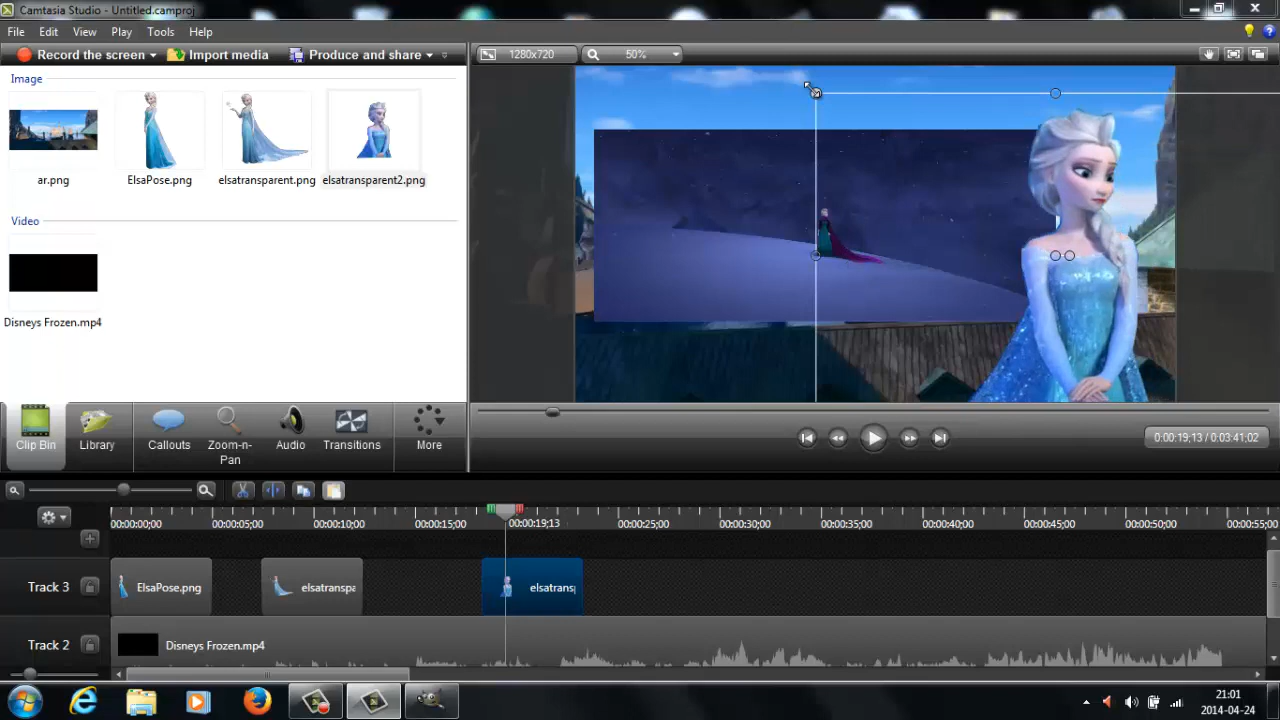 Camtasia Studio - Untitled.camproj
File Edit View Play Tools Help
Record the screen Import media Produce and share
1280x720 50%
Image
ar.png ElsaPose.png elsatransparent.png elsatransparent2.png
Video
Disneys Frozen.mp4
Clip Bin Library Callouts Zoom-n-Pan Audio Transitions More
0:00:19;13 / 0:03:41;02
00:00:00;00 00:00:05;00 00:00:10;00 00:00:15;00 00:00:19;13 00:00:25;00 00:00:30;00 00:00:35;00 00:00:40;00 00:00:45;00 00:00:50;00 00:00:55;00
Track 3 ElsaPose.png elsatranspa elsatransp
Track 2 Disneys Frozen.mp4
21:01
2014-04-24